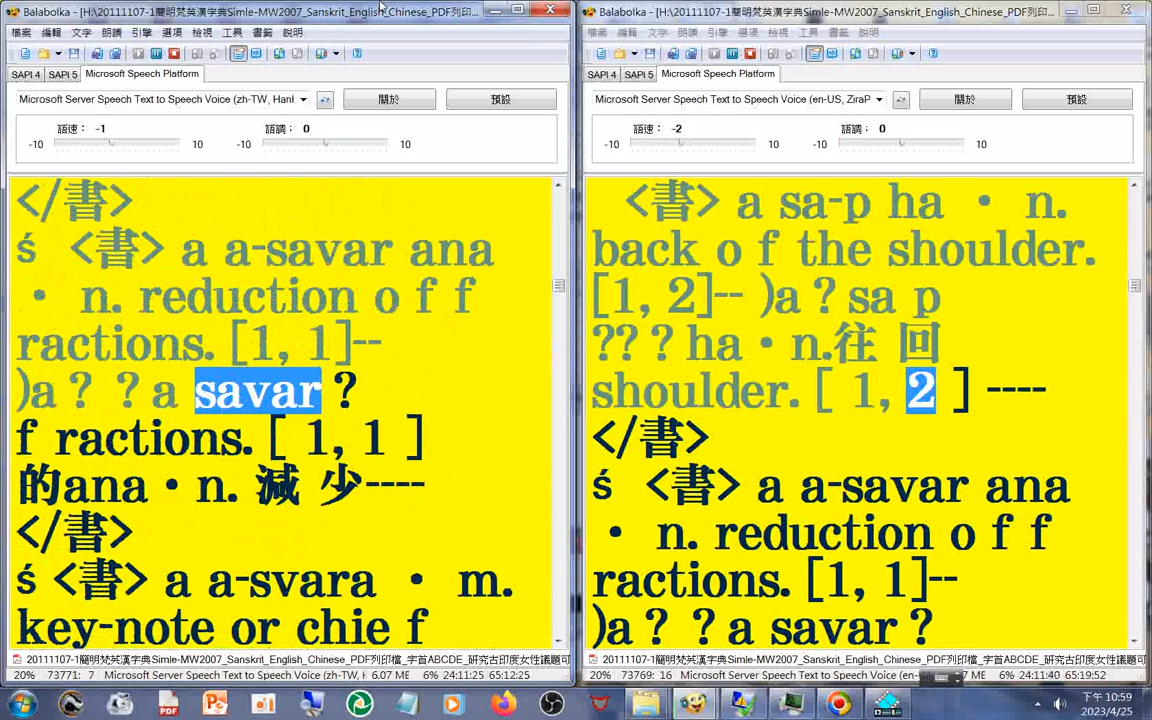 Balabolka - [H:\20111107-1簡明梵英漢字典Simle-MW2007_Sanskrit_English_Chinese_PDF列印...
檔案 編輯 文字 朗讀 引擎 選項 檢視 工具 書籤 說明
SAPI 4 SAPI 5 Microsoft Speech Platform
Microsoft Server Speech Text to Speech Voice (zh-TW, Hanl 關於 預設
語速： -1 語調： 0
-10 10 -10 10
</書>
ś <書> a a-savar ana
• n. reduction o f f
ractions. [1, 1]--
)a？ ？a savar？
f ractions. [ 1, 1 ]
的ana•n. 減 少----
</書>
ś <書> a a-svara • m.
key-note or chie f
20111107-1簡明梵英漢字典Simle-MW2007_Sanskrit_English_Chinese_PDF列印檔_字首ABCDE_研究古印度女性議題可
20% 73771: 7 Microsoft Server Speech Text to Speech Voice (zh-TW, H 6.07 ME 6% 24:11:25 65:12:25
Balabolka - [H:\20111107-1簡明梵英漢字典Simle-MW2007_Sanskrit_English_Chinese_PDF列印...
檔案 編輯 文字 朗讀 引擎 選項 檢視 工具 書籤 說明
SAPI 4 SAPI 5 Microsoft Speech Platform
Microsoft Server Speech Text to Speech Voice (en-US, ZiraP 關於 預設
語速： -2 語調： 0
-10 10 -10 10
<書> a sa-p ha • n.
back o f the shoulder.
[1, 2]-- )a？sa p
??？ha•n.往 回
shoulder. [ 1, 2 ] ----
</書>
ś <書> a a-savar ana
• n. reduction o f f
ractions. [1, 1]--
)a？ ？a savar？
20111107-1簡明梵英漢字典Simle-MW2007_Sanskrit_English_Chinese_PDF列印檔_字首ABCDE_研究古印度女性議題可
20% 73769: 16 Microsoft Server Speech Text to Speech Voice (en-US, 6% 24:11:40 65:19:52
下午 10:59
2023/4/25